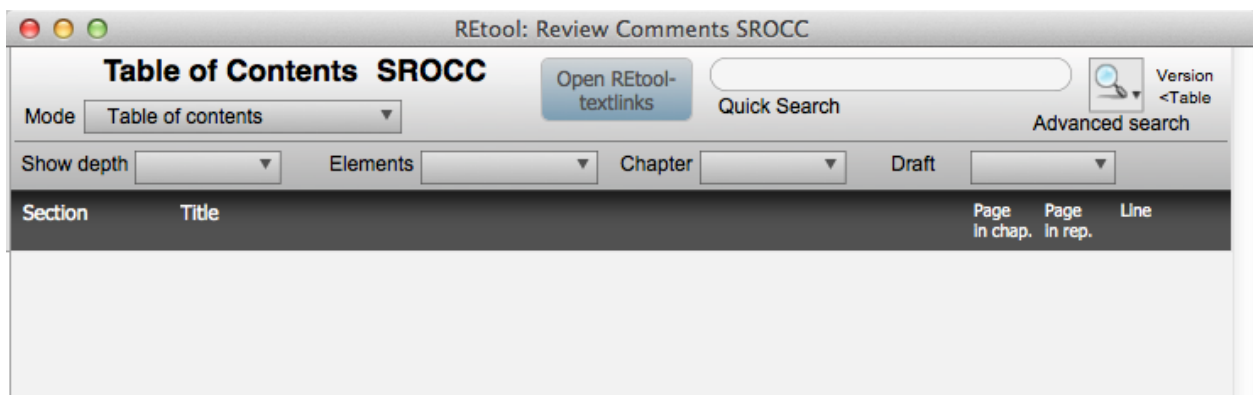 REtool: Review Comments SROCC
Table of Contents SROCC
Open REtool-
textlinks
Quick Search
Version
<Table
Advanced search
Mode Table of contents
Show depth Elements Chapter Draft
Section Title Page in chap. Page in rep. Line